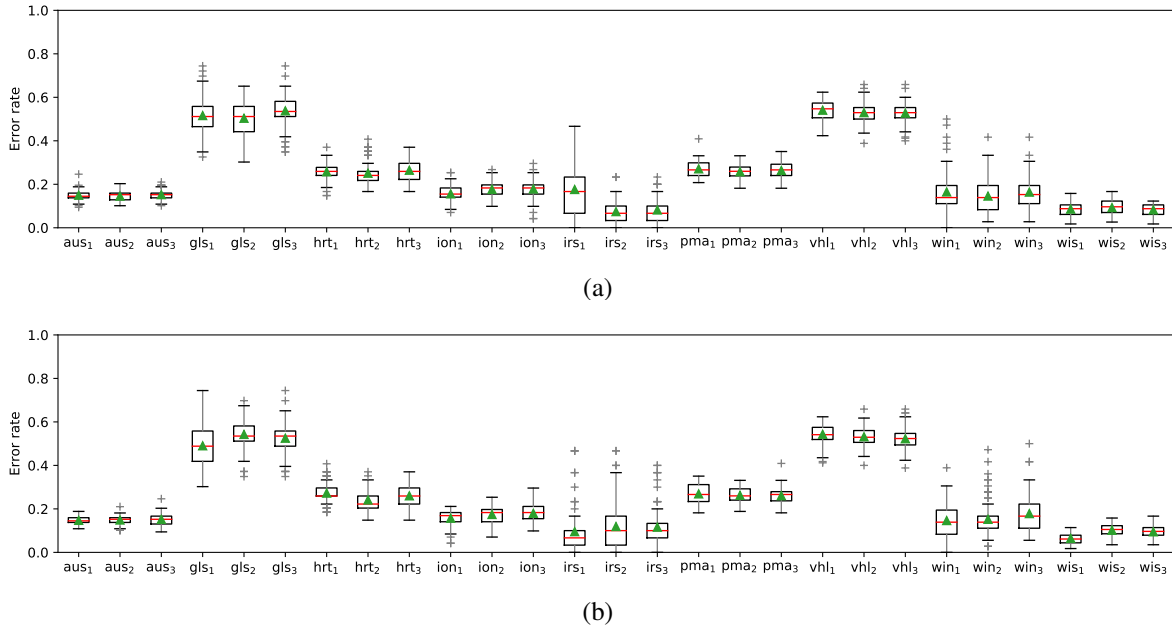 1.0
0.8
0.6
0.4
0.2
0.0
Error rate
aus₁ aus₂ aus₃ gls₁ gls₂ gls₃ hrt₁ hrt₂ hrt₃ ion₁ ion₂ ion₃ irs₁ irs₂ irs₃ pma₁ pma₂ pma₃ vhl₁ vhl₂ vhl₃ win₁ win₂ win₃ wis₁ wis₂ wis₃
(a)
1.0
0.8
0.6
0.4
0.2
0.0
Error rate
aus₁ aus₂ aus₃ gls₁ gls₂ gls₃ hrt₁ hrt₂ hrt₃ ion₁ ion₂ ion₃ irs₁ irs₂ irs₃ pma₁ pma₂ pma₃ vhl₁ vhl₂ vhl₃ win₁ win₂ win₃ wis₁ wis₂ wis₃
(b)